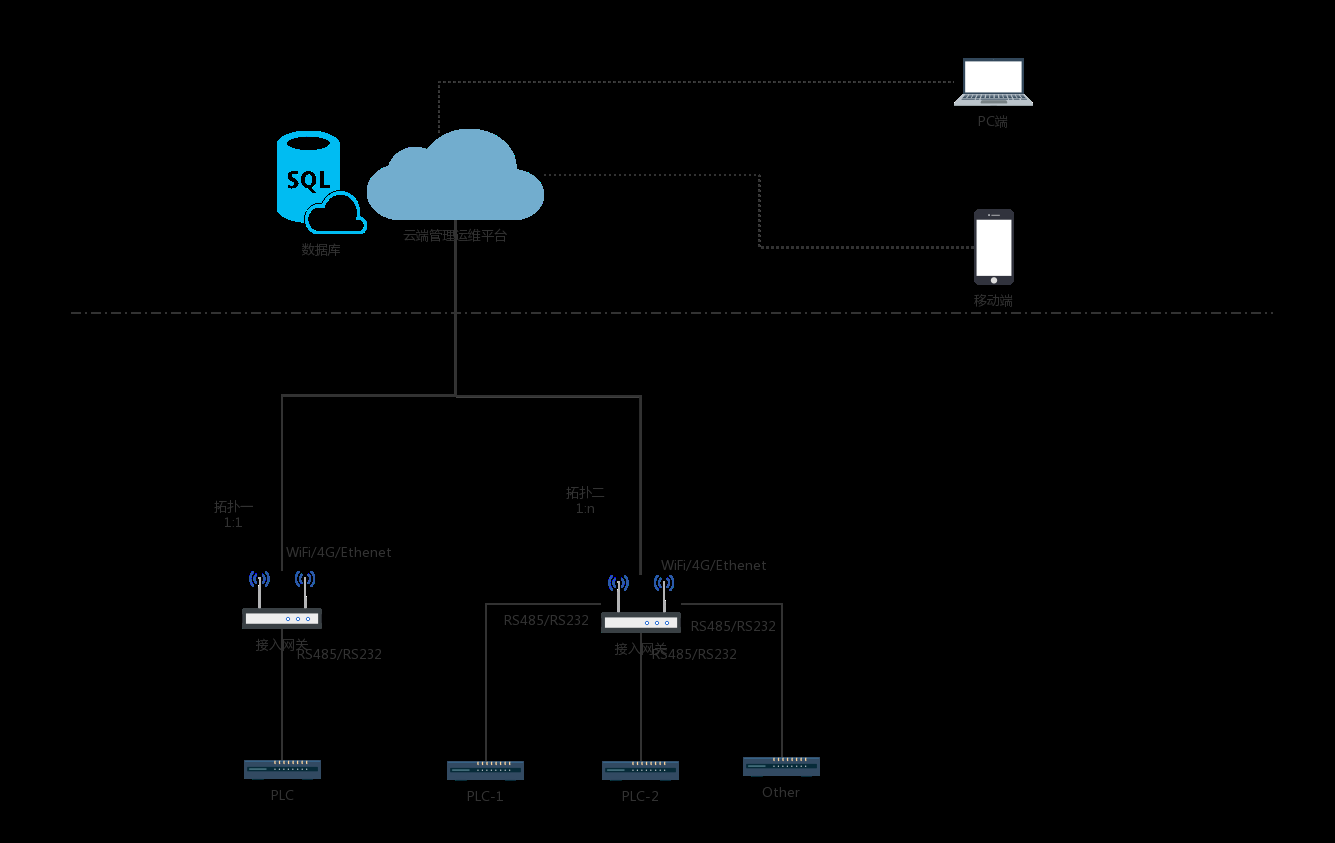 PC端
SQL
云端管理运维平台
数据库
移动端
拓扑一
1:1
拓扑二
1:n
WiFi/4G/Ethenet
WiFi/4G/Ethenet
RS485/RS232
RS485/RS232
接入网关
RS485/RS232
接入网关
RS485/RS232
PLC
PLC-1
PLC-2
Other